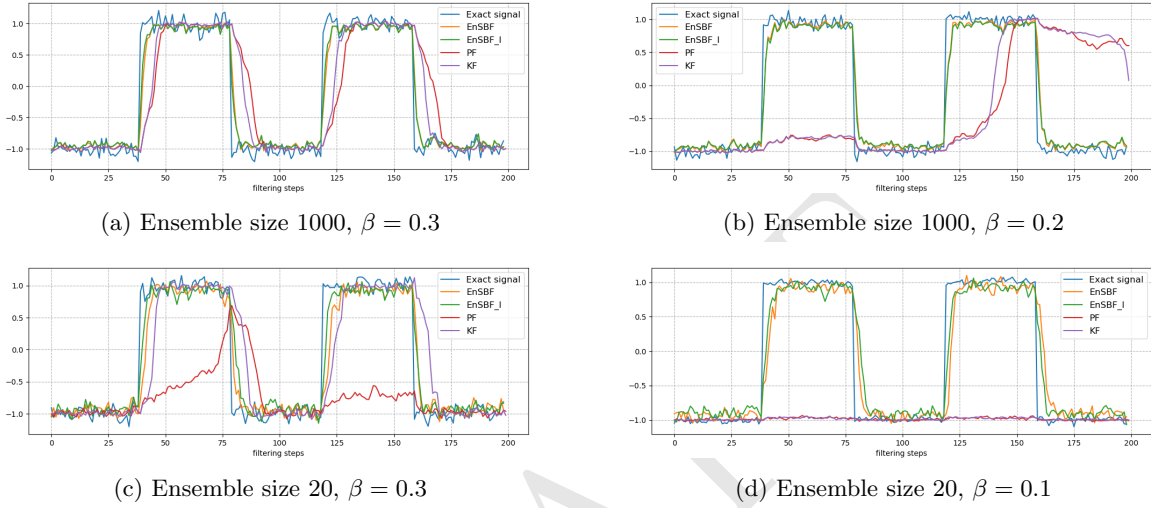 1.0
0.5
0.0
−0.5
−1.0
0 25 50 75 100 125 150 175 200
filtering steps
Exact signal
EnSBF
EnSBF_I
PF
KF
(a) Ensemble size 1000, β = 0.3
1.0
0.5
0.0
−0.5
−1.0
0 25 50 75 100 125 150 175 200
filtering steps
Exact signal
EnSBF
EnSBF_I
PF
KF
(b) Ensemble size 1000, β = 0.2
1.0
0.5
0.0
−0.5
−1.0
0 25 50 75 100 125 150 175 200
filtering steps
Exact signal
EnSBF
EnSBF_I
PF
KF
(c) Ensemble size 20, β = 0.3
1.0
0.5
0.0
−0.5
−1.0
0 25 50 75 100 125 150 175 200
filtering steps
Exact signal
EnSBF
EnSBF_I
PF
KF
(d) Ensemble size 20, β = 0.1